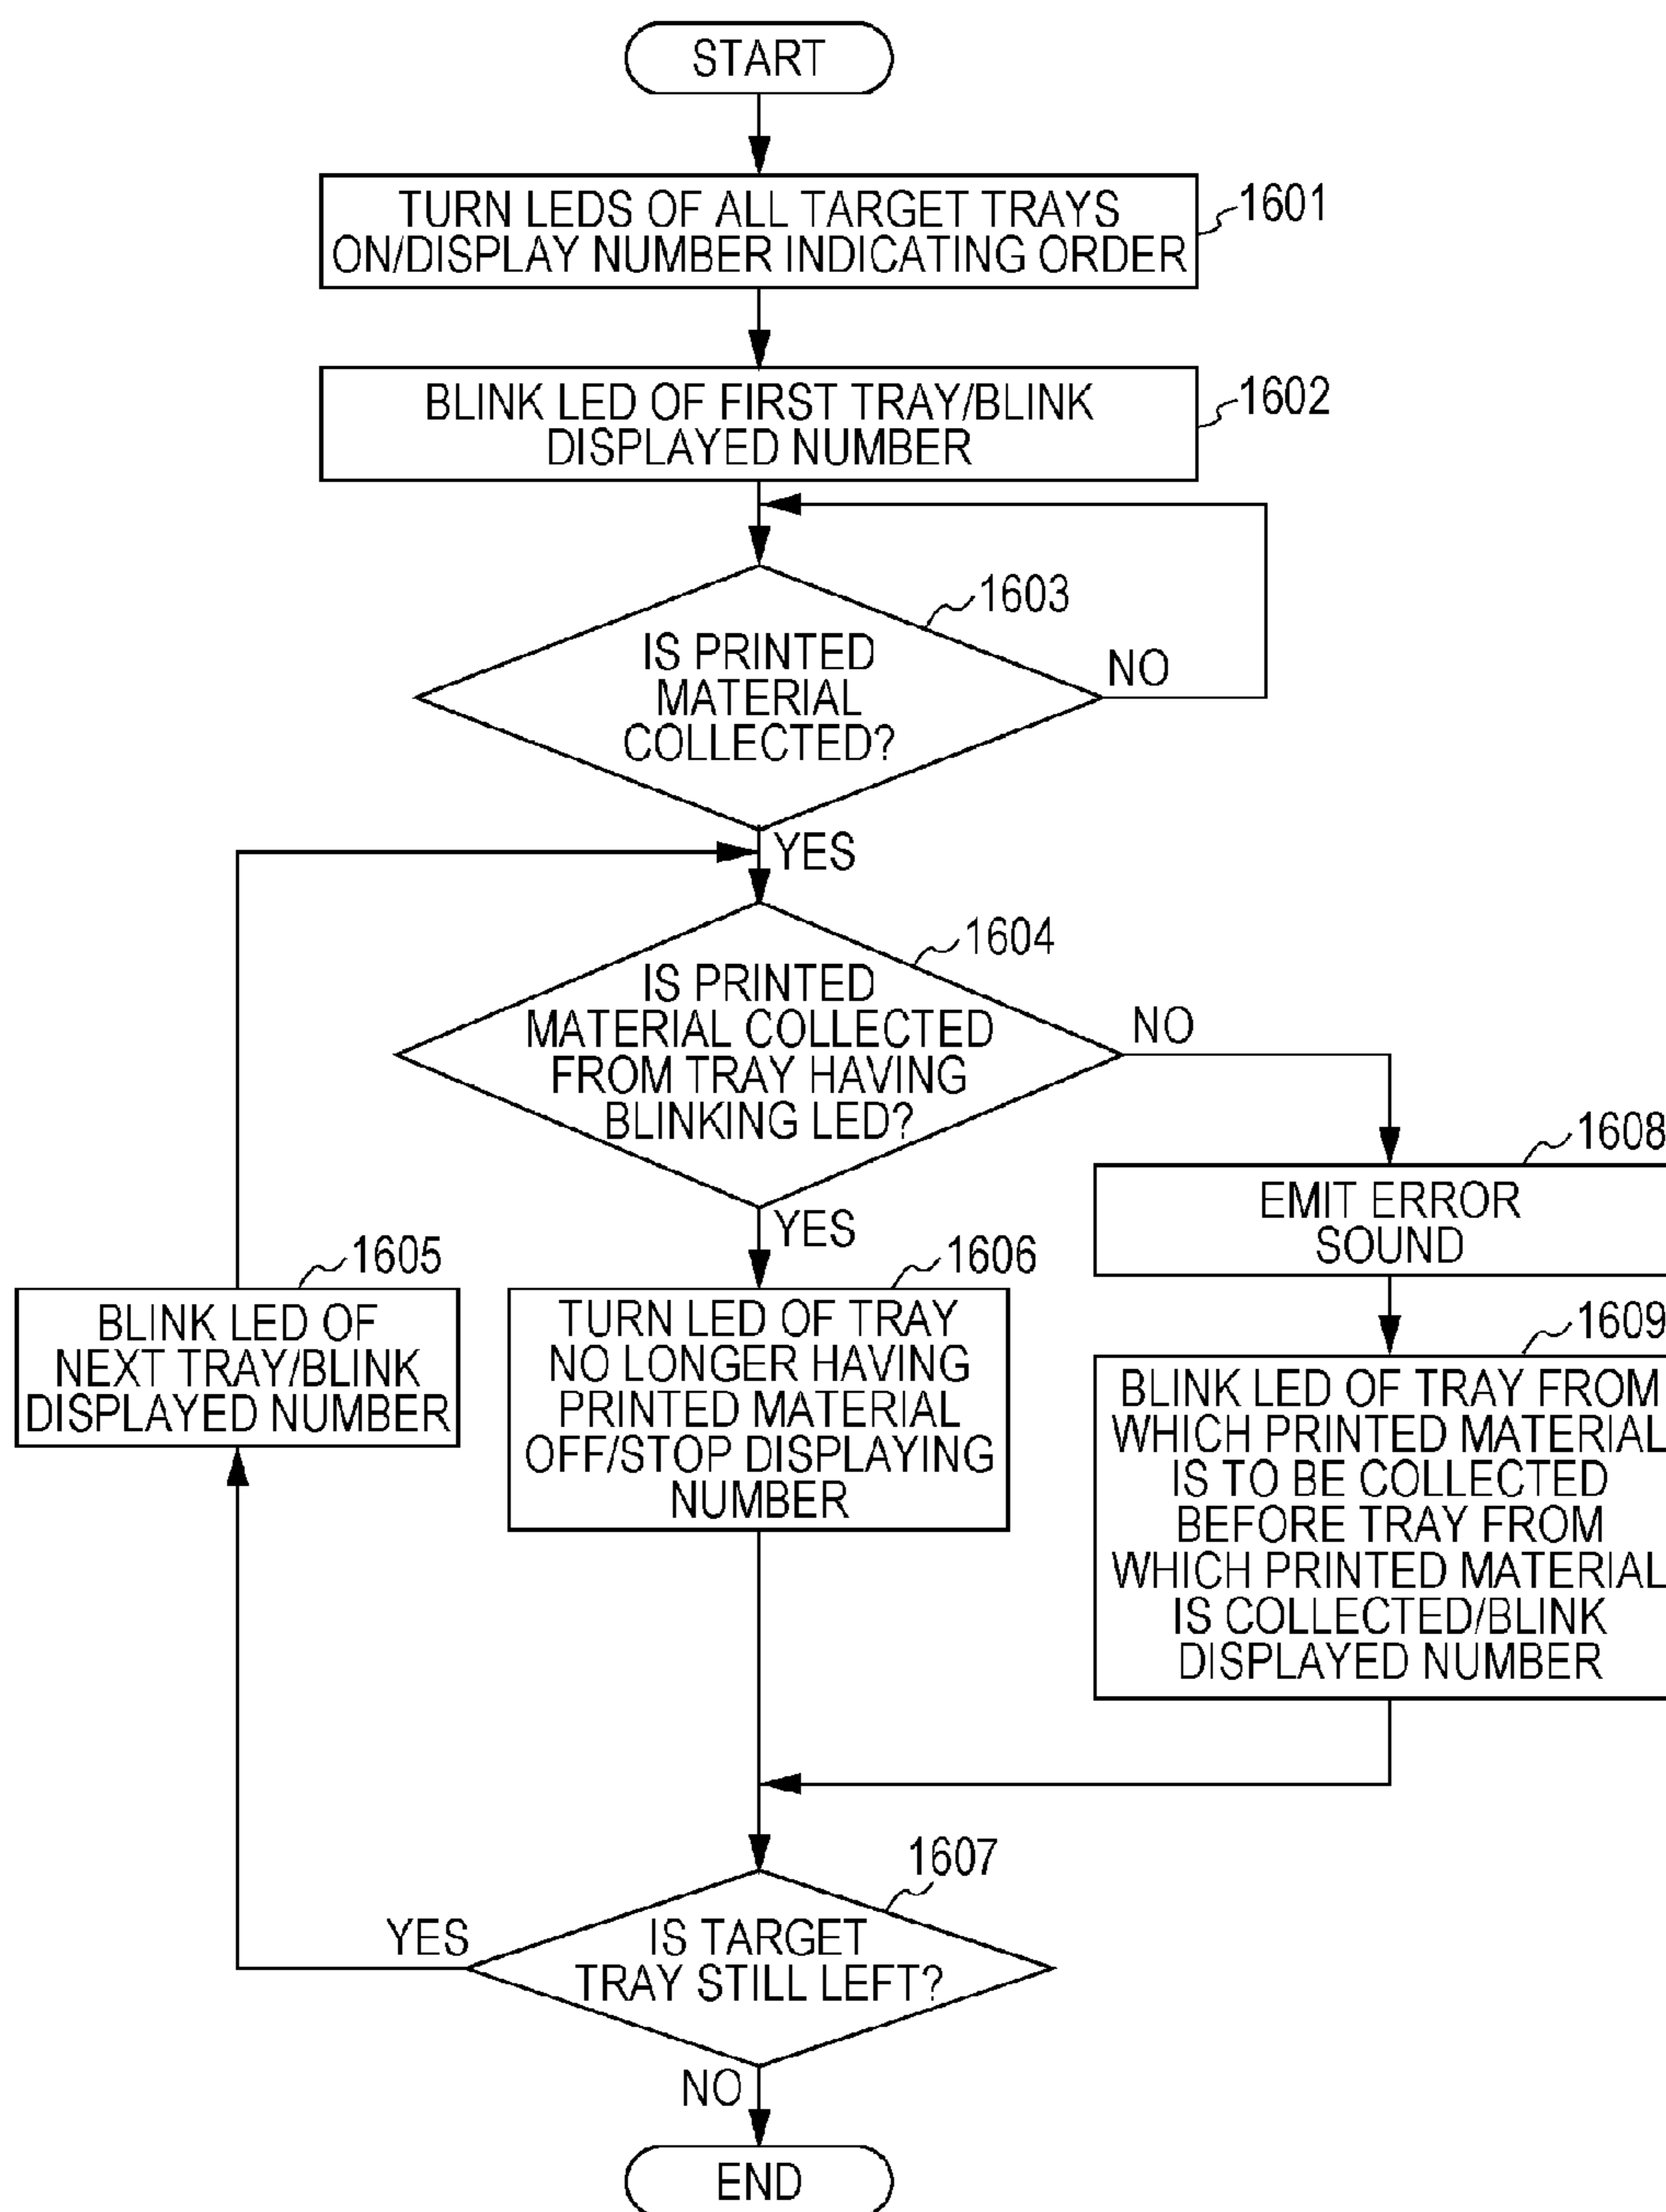 START
TURN LEDS OF ALL TARGET TRAYS
ON/DISPLAY NUMBER INDICATING ORDER
1601
BLINK LED OF FIRST TRAY/BLINK
DISPLAYED NUMBER
1602
1603
IS PRINTED
MATERIAL
COLLECTED?
NO
YES
1604
IS PRINTED
MATERIAL COLLECTED
FROM TRAY HAVING
BLINKING LED?
NO
YES
1608
EMIT ERROR
SOUND
1605
BLINK LED OF
NEXT TRAY/BLINK
DISPLAYED NUMBER
1606
TURN LED OF TRAY
NO LONGER HAVING
PRINTED MATERIAL
OFF/STOP DISPLAYING
NUMBER
1609
BLINK LED OF TRAY FROM
WHICH PRINTED MATERIAL
IS TO BE COLLECTED
BEFORE TRAY FROM
WHICH PRINTED MATERIAL
IS COLLECTED/BLINK
DISPLAYED NUMBER
1607
IS TARGET
TRAY STILL LEFT?
YES
NO
END